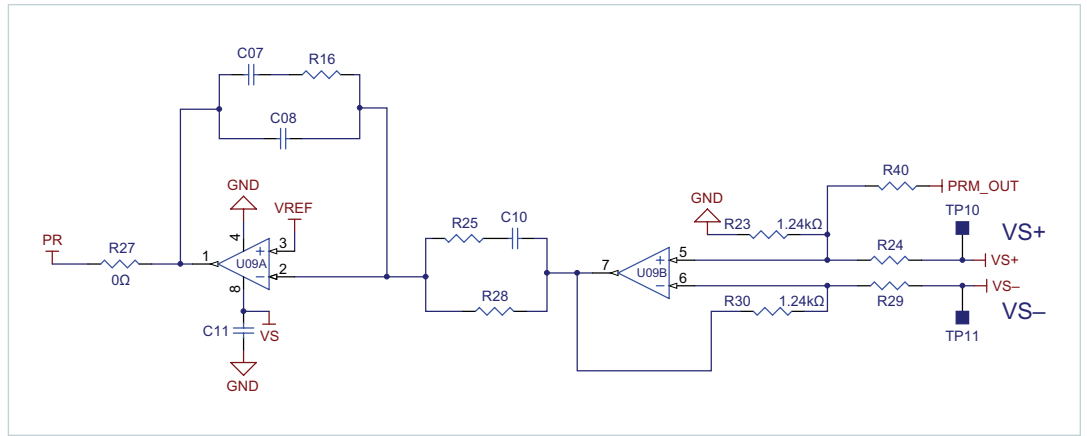 C07
R16
C08
R40
PRM_OUT
GND
VREF
GND
R23
1.24kΩ
TP10
VS+
PR
R27
0Ω
1
4
3
2
8
+
−
U09A
R25
C10
R28
7
5
6
+
−
U09B
R24
VS+
VS–
R29
R30
1.24kΩ
VS–
TP11
C11
VS
GND